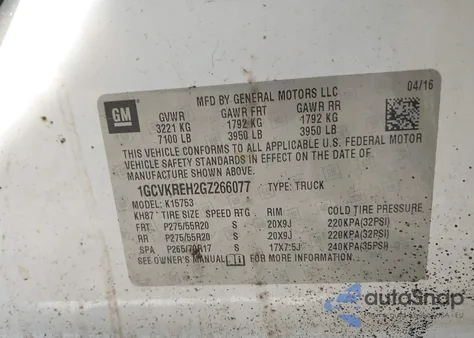 MFD BY GENERAL MOTORS LLC
04/16
GM
GVWR GAWR FRT GAWR RR
3221 KG 1792 KG 1792 KG
7100 LB 3950 LB 3950 LB
THIS VEHICLE CONFORMS TO ALL APPLICABLE U.S. FEDERAL MOTOR
VEHICLE SAFETY STANDARDS IN EFFECT ON THE DATE OF
MANUFACTURE SHOWN ABOVE.
1GCVKREH2GZ266077 TYPE: TRUCK
MODEL: K15753
KH87 TIRE SIZE SPEED RTG RIM COLD TIRE PRESSURE
FRT P275/55R20 S 20X9J 220KPA(32PSI)
RR P275/55R20 S 20X9J 220KPA(32PSI)
SPA P265/70R17 S 17X7.5J 240KPA(35PSI)
SEE OWNER'S MANUAL FOR MORE INFORMATION.
autoSnap